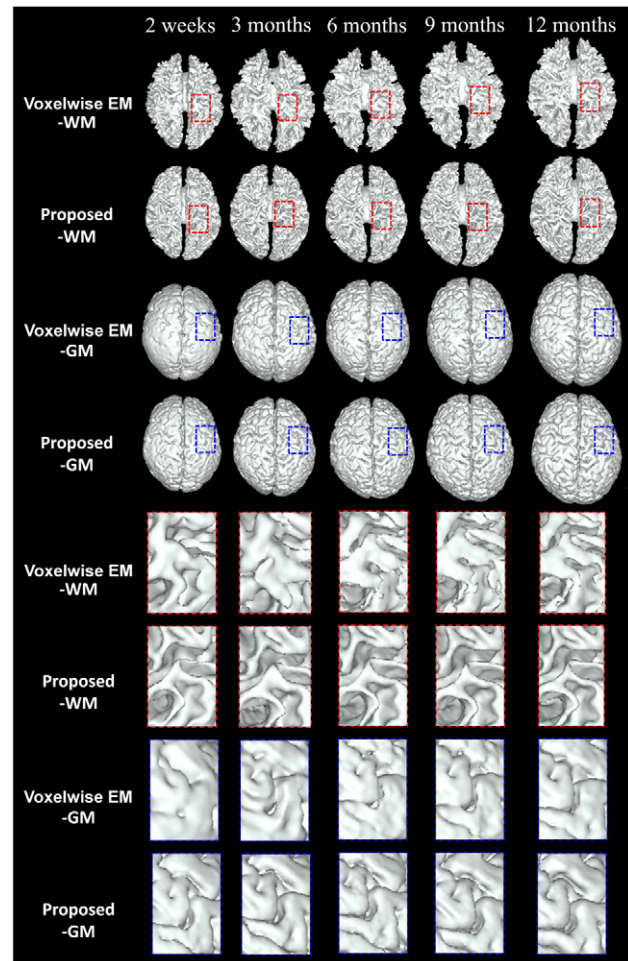 2 weeks 3 months 6 months 9 months 12 months
Voxelwise EM
-WM
Proposed
-WM
Voxelwise EM
-GM
Proposed
-GM
Voxelwise EM
-WM
Proposed
-WM
Voxelwise EM
-GM
Proposed
-GM